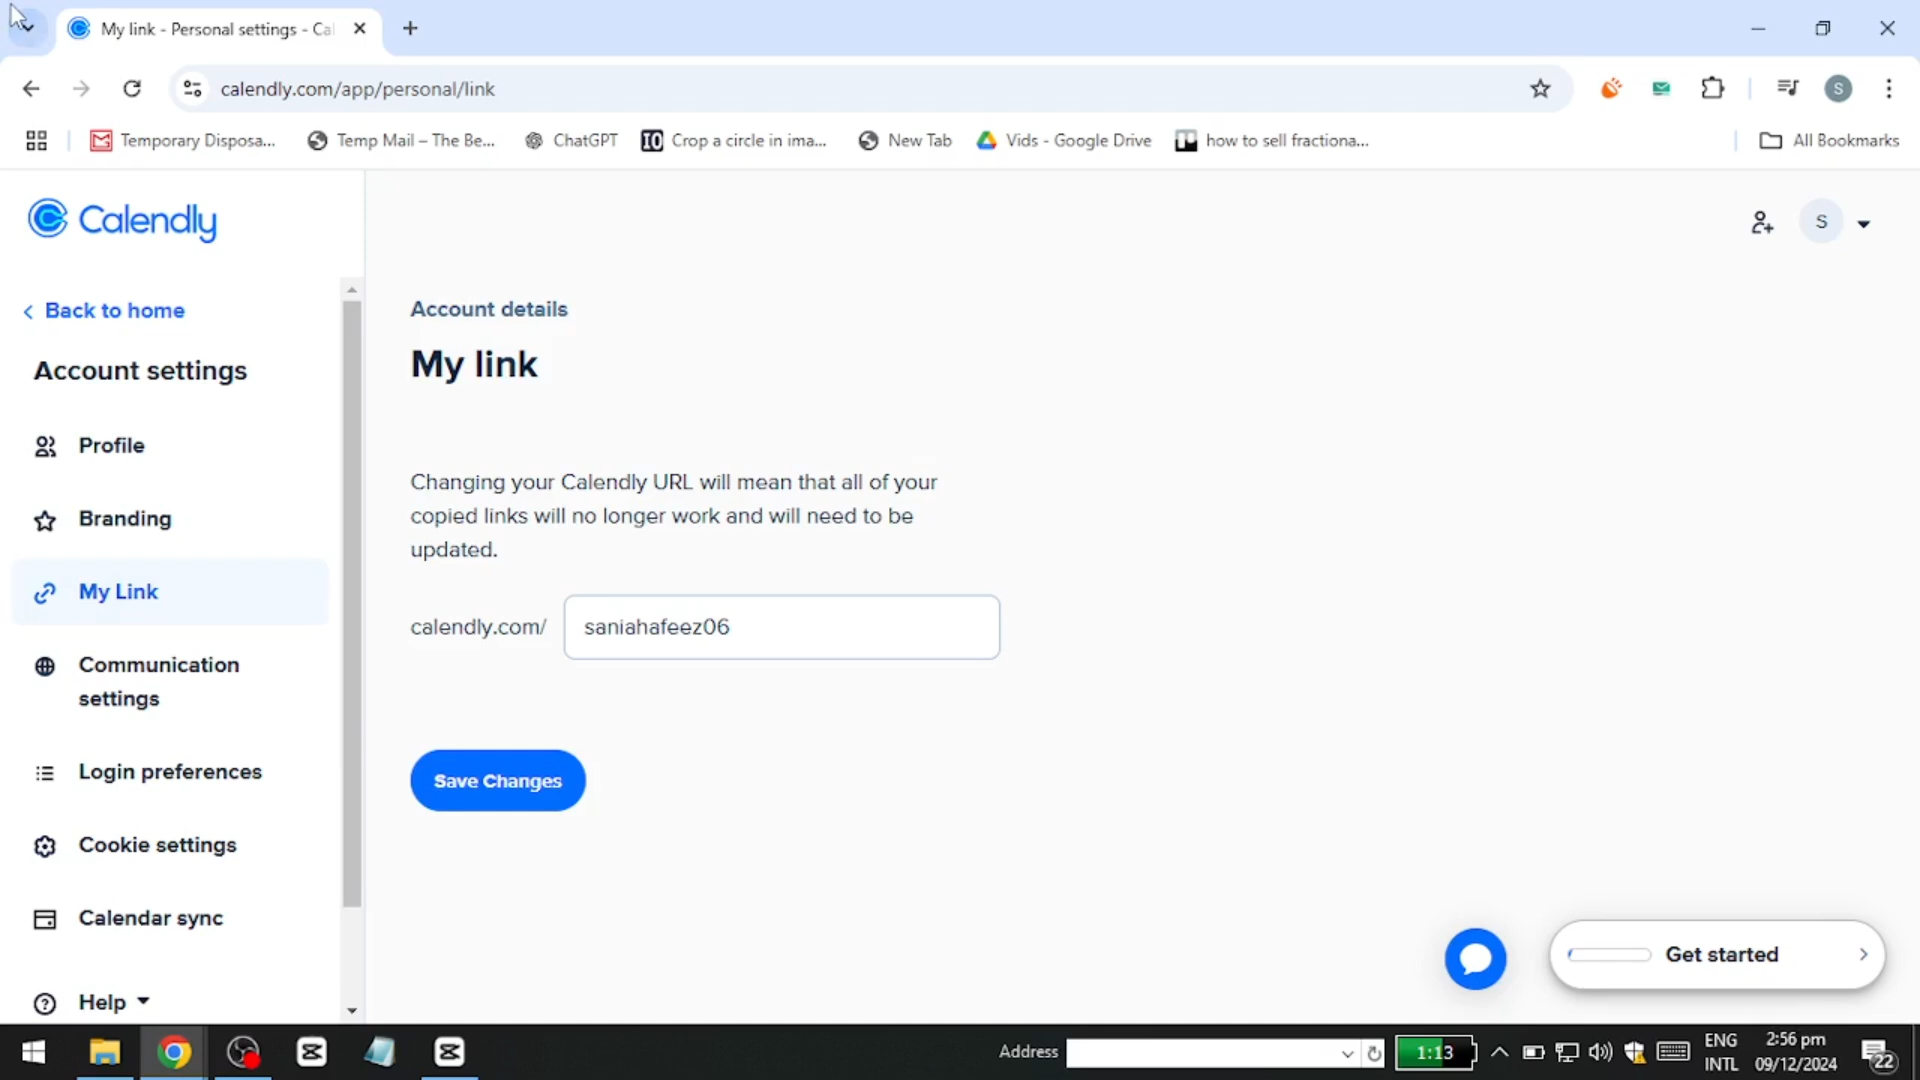 My link - Personal settings - Cal
calendly.com/app/personal/link
S
Temporary Disposa...
Temp Mail – The Be...
ChatGPT
Crop a circle in ima...
New Tab
Vids - Google Drive
how to sell fractiona...
All Bookmarks
Calendly
S
Back to home
Account settings
Profile
Branding
My Link
Communication
settings
Login preferences
Cookie settings
Calendar sync
Help
Account details
My link
Changing your Calendly URL will mean that all of your
copied links will no longer work and will need to be
updated.
calendly.com/ saniahafeez06
Save Changes
Get started
Address
1:13
ENG
INTL
2:56 pm
09/12/2024
22